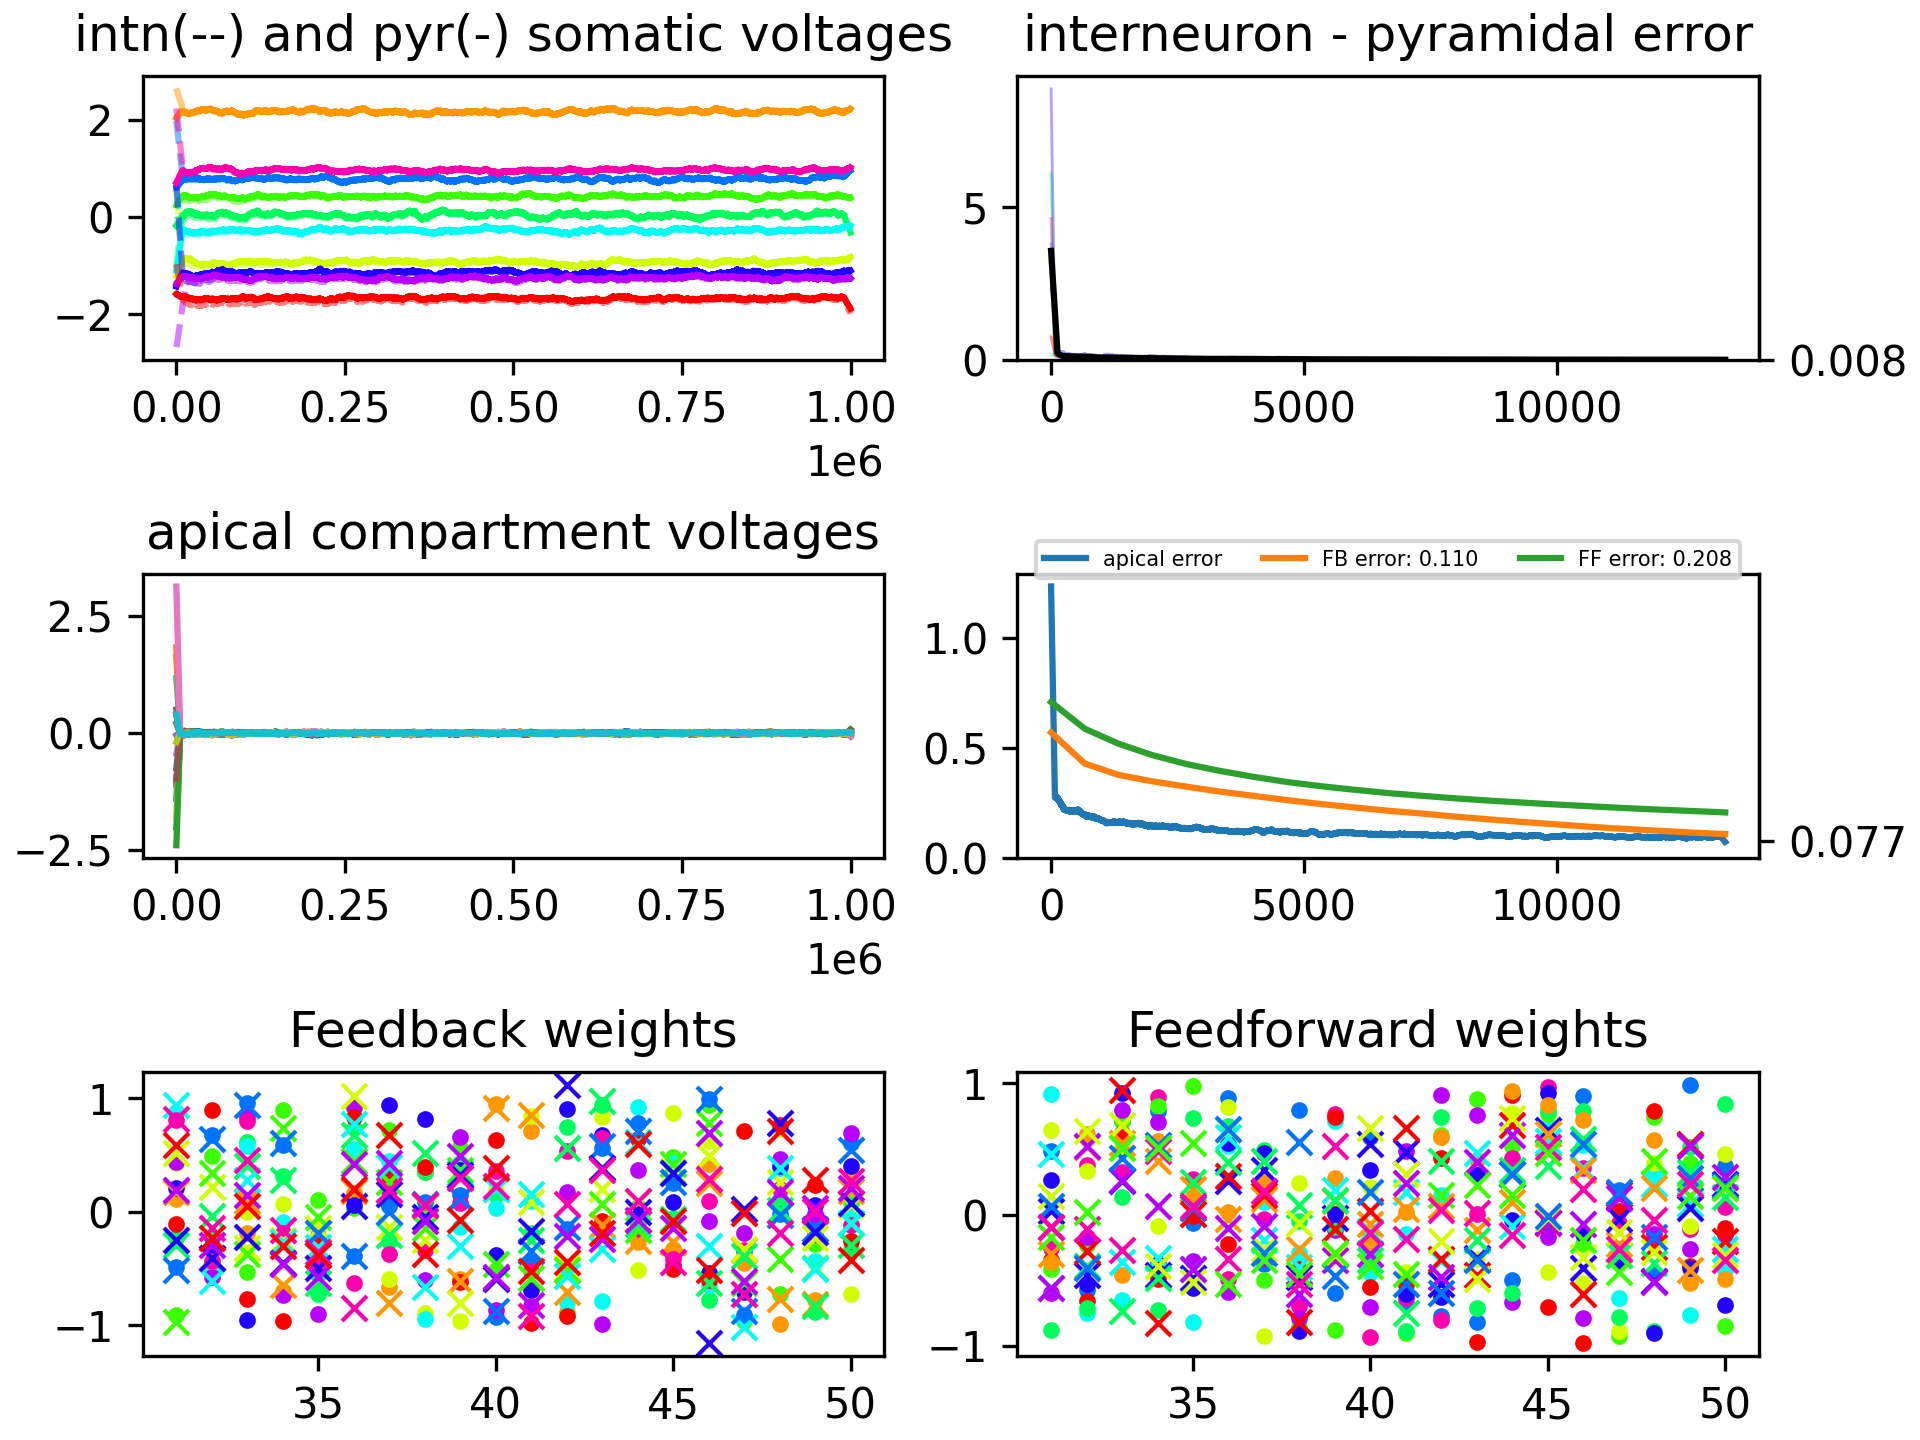 intn(--) and pyr(-) somatic voltages
2
0
−2
0.00 0.25 0.50 0.75 1.00
1e6
interneuron - pyramidal error
5
0
0.008
0 5000 10000
apical compartment voltages
2.5
0.0
−2.5
0.00 0.25 0.50 0.75 1.00
1e6
apical error FB error: 0.110 FF error: 0.208
1.0
0.5
0.0
0.077
0 5000 10000
Feedback weights
1
0
−1
35 40 45 50
Feedforward weights
1
0
−1
35 40 45 50